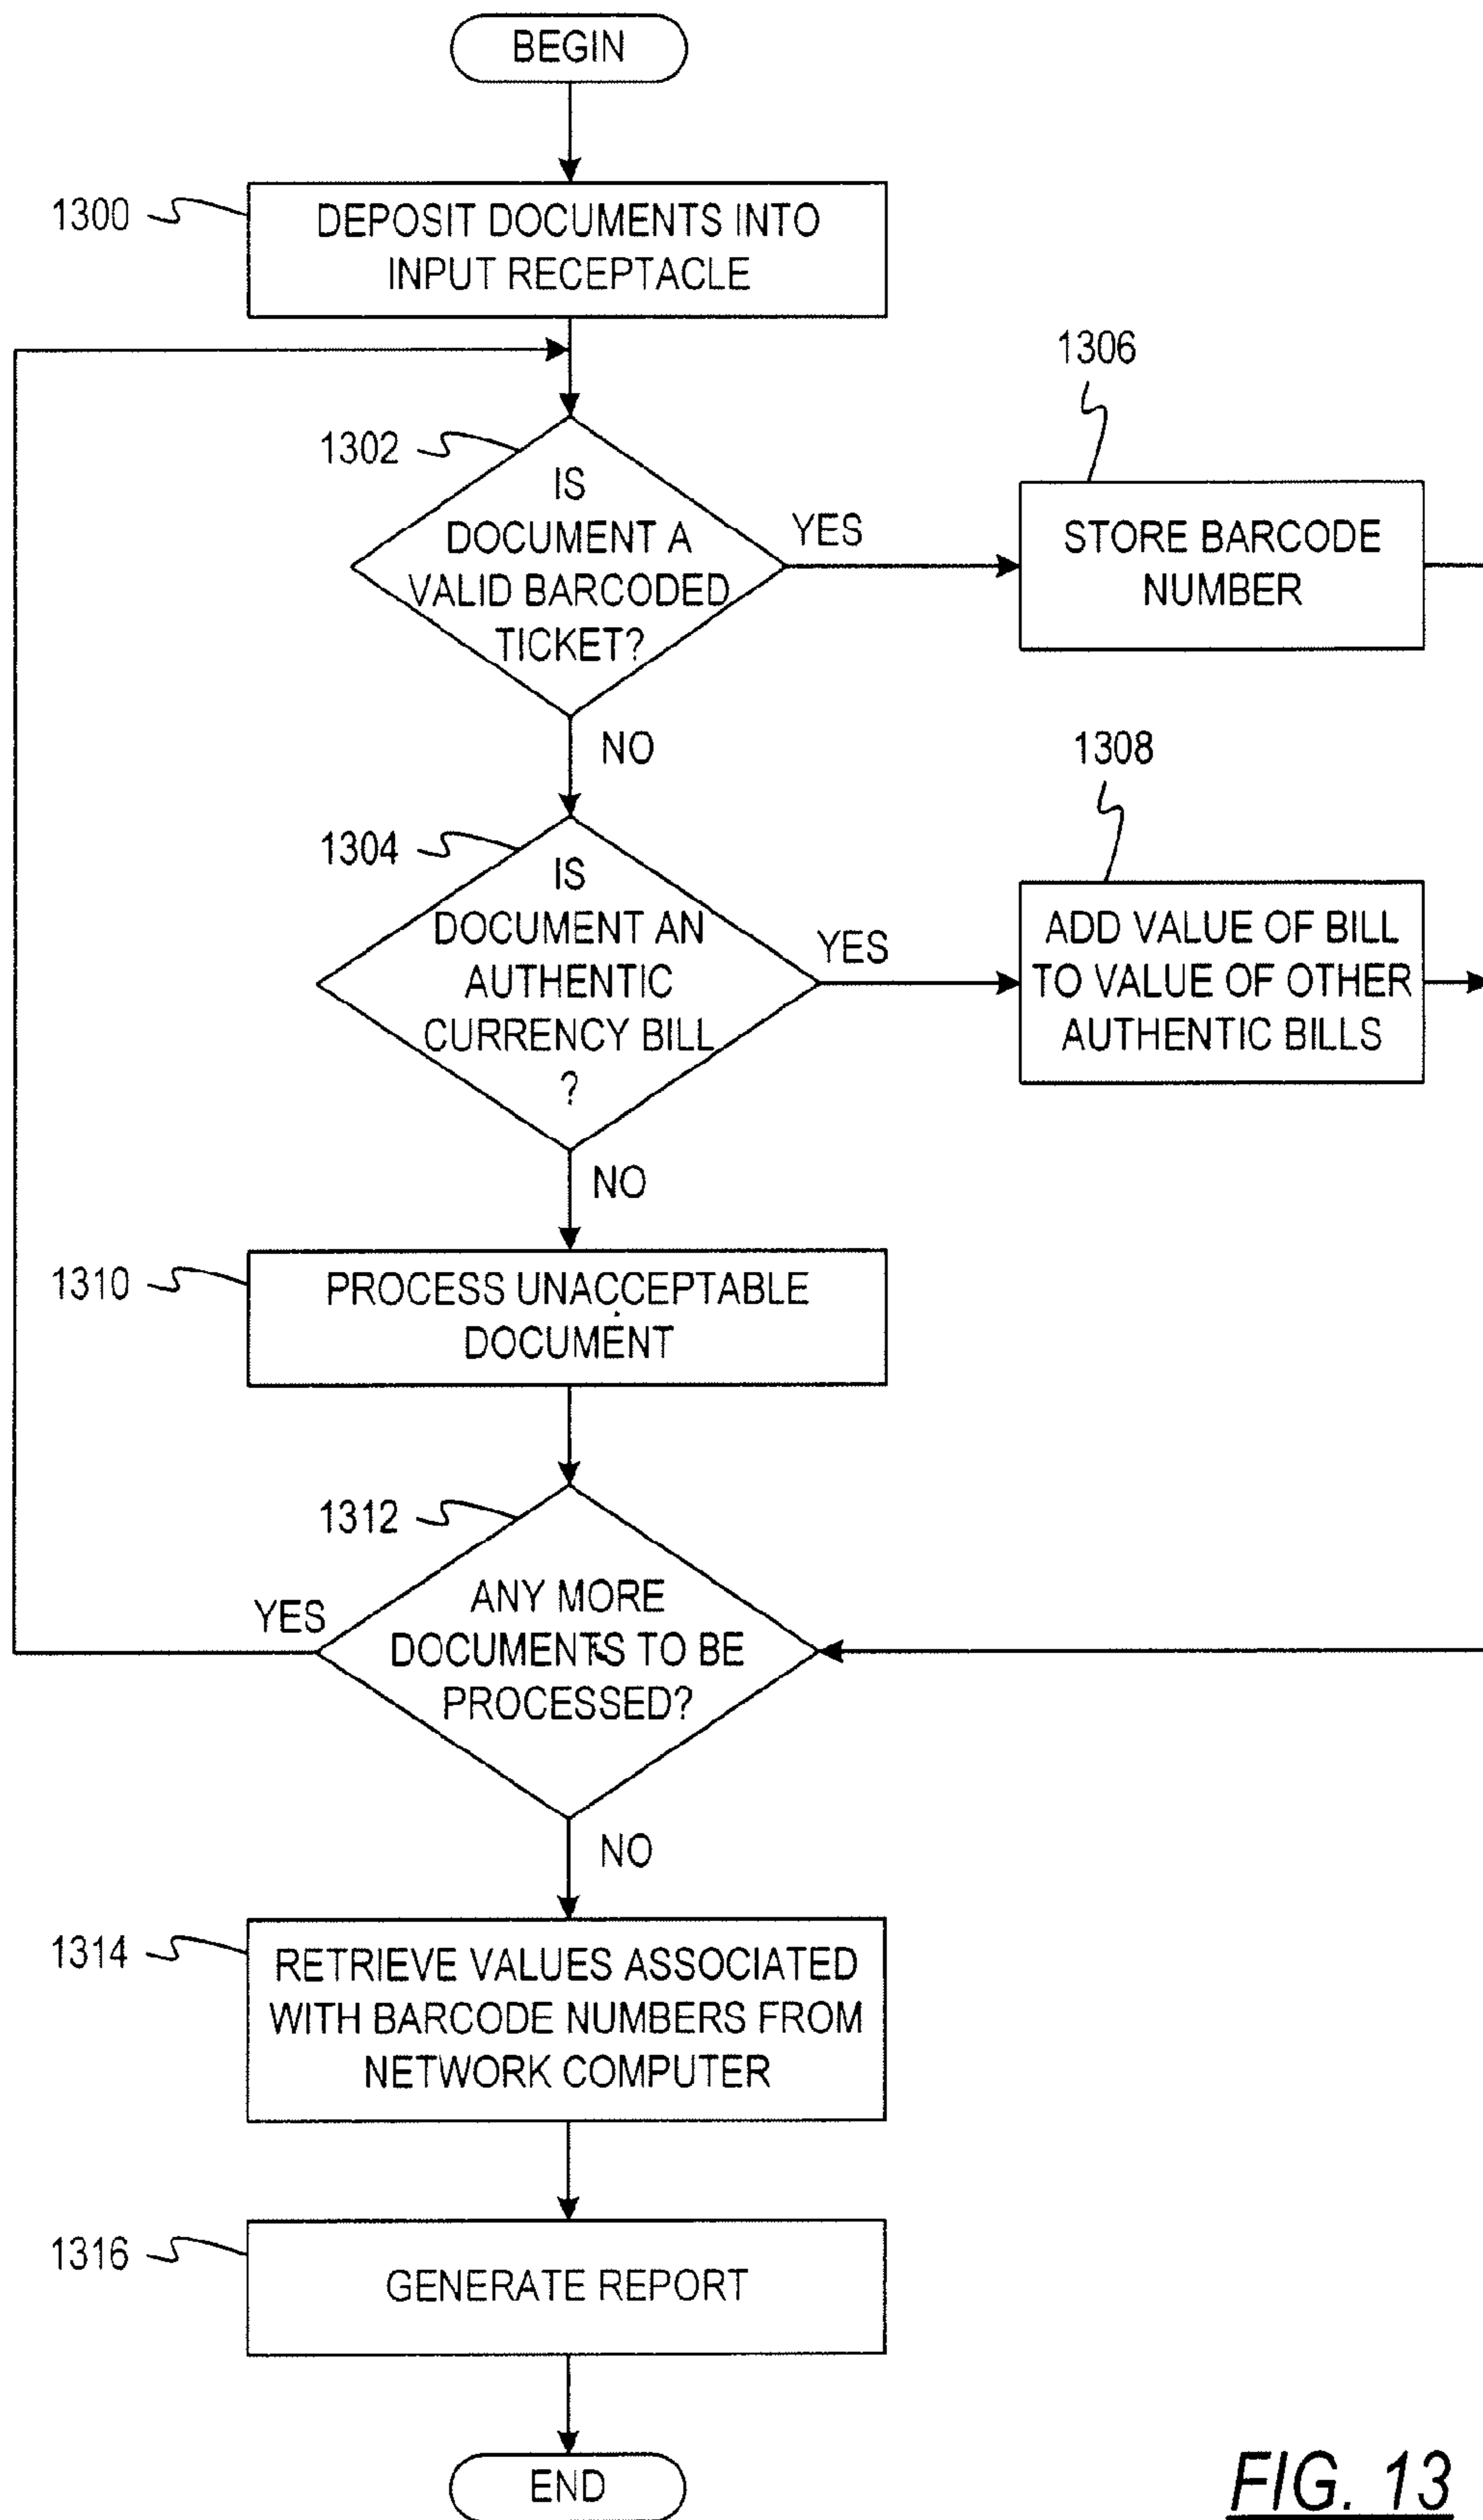 BEGIN
1300
DEPOSIT DOCUMENTS INTO
INPUT RECEPTACLE
1302
IS
DOCUMENT A
VALID BARCODED
TICKET?
YES
1306
STORE BARCODE
NUMBER
NO
1304
IS
DOCUMENT AN
AUTHENTIC
CURRENCY BILL
?
YES
1308
ADD VALUE OF BILL
TO VALUE OF OTHER
AUTHENTIC BILLS
NO
1310
PROCESS UNACCEPTABLE
DOCUMENT
1312
ANY MORE
DOCUMENTS TO BE
PROCESSED?
YES
NO
1314
RETRIEVE VALUES ASSOCIATED
WITH BARCODE NUMBERS FROM
NETWORK COMPUTER
1316
GENERATE REPORT
END
FIG. 13